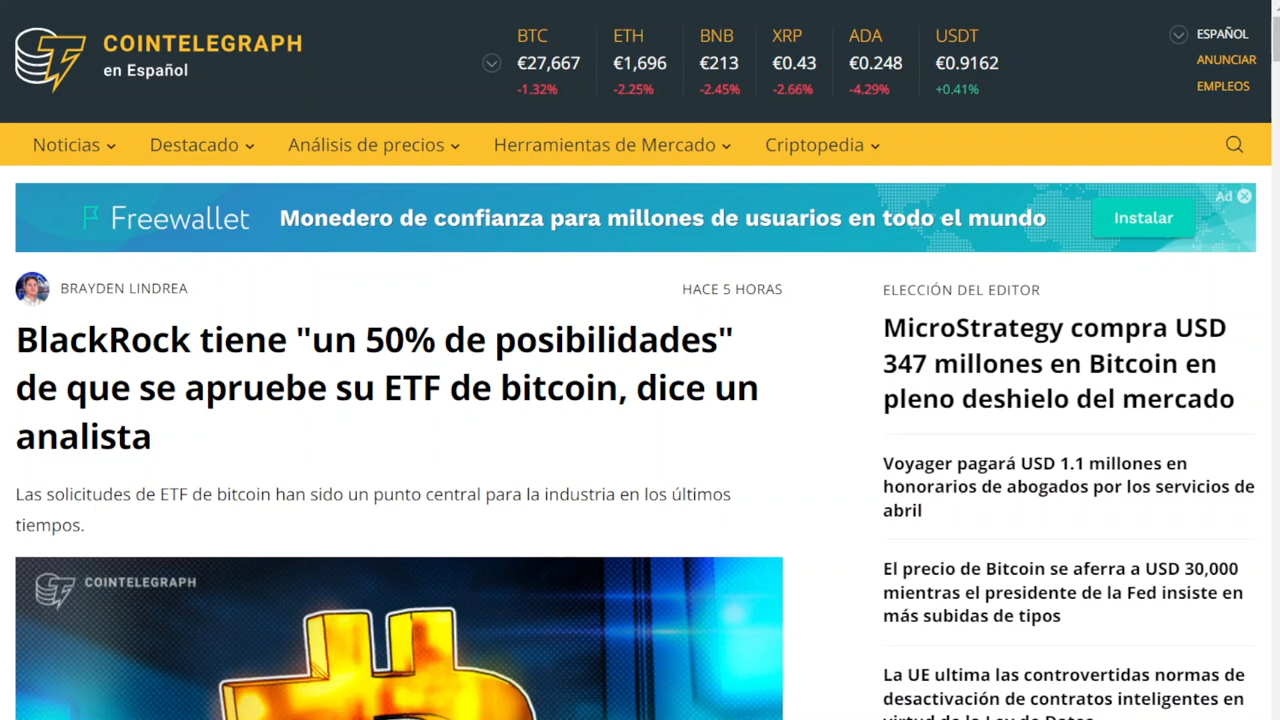 COINTELEGRAPH
en Español
BTC ETH BNB XRP ADA USDT
€27,667 €1,696 €213 €0.43 €0.248 €0.9162
-1.32% -2.25% -2.45% -2.66% -4.29% +0.41%
ESPAÑOL
ANUNCIAR
EMPLEOS
Noticias Destacado Análisis de precios Herramientas de Mercado Criptopedia
Freewallet Monedero de confianza para millones de usuarios en todo el mundo Instalar Ad
BRAYDEN LINDREA HACE 5 HORAS
BlackRock tiene "un 50% de posibilidades"
de que se apruebe su ETF de bitcoin, dice un
analista
Las solicitudes de ETF de bitcoin han sido un punto central para la industria en los últimos
tiempos.
COINTELEGRAPH
ELECCIÓN DEL EDITOR
MicroStrategy compra USD
347 millones en Bitcoin en
pleno deshielo del mercado
Voyager pagará USD 1.1 millones en
honorarios de abogados por los servicios de
abril
El precio de Bitcoin se aferra a USD 30,000
mientras el presidente de la Fed insiste en
más subidas de tipos
La UE ultima las controvertidas normas de
desactivación de contratos inteligentes en
virtud de la Ley de Datos